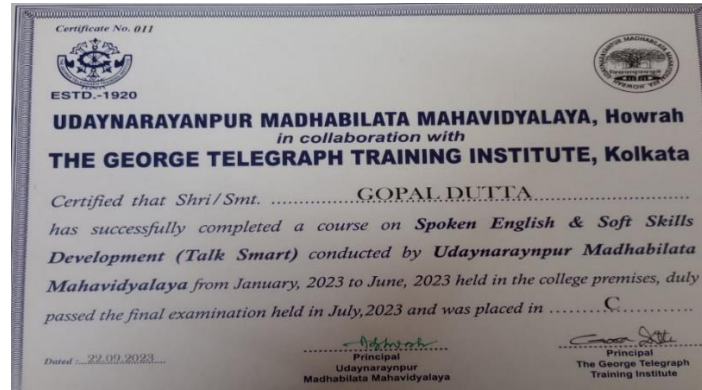 Certificate No. 011
ESTD.-1920
UDAYNARAYANPUR MADHABILATA MAHAVIDYALAYA, Howrah
in collaboration with
THE GEORGE TELEGRAPH TRAINING INSTITUTE, Kolkata
Certified that Shri/Smt. ............ GOPAL DUTTA ............
has successfully completed a course on Spoken English & Soft Skills
Development (Talk Smart) conducted by Udaynaraynpur Madhabilata
Mahavidyalaya from January, 2023 to June, 2023 held in the college premises, duly
passed the final examination held in July,2023 and was placed in ........ C ........
Dated : 22.09.2023
Principal
Udaynaraynpur
Madhabilata Mahavidyalaya
Principal
The George Telegraph
Training Institute